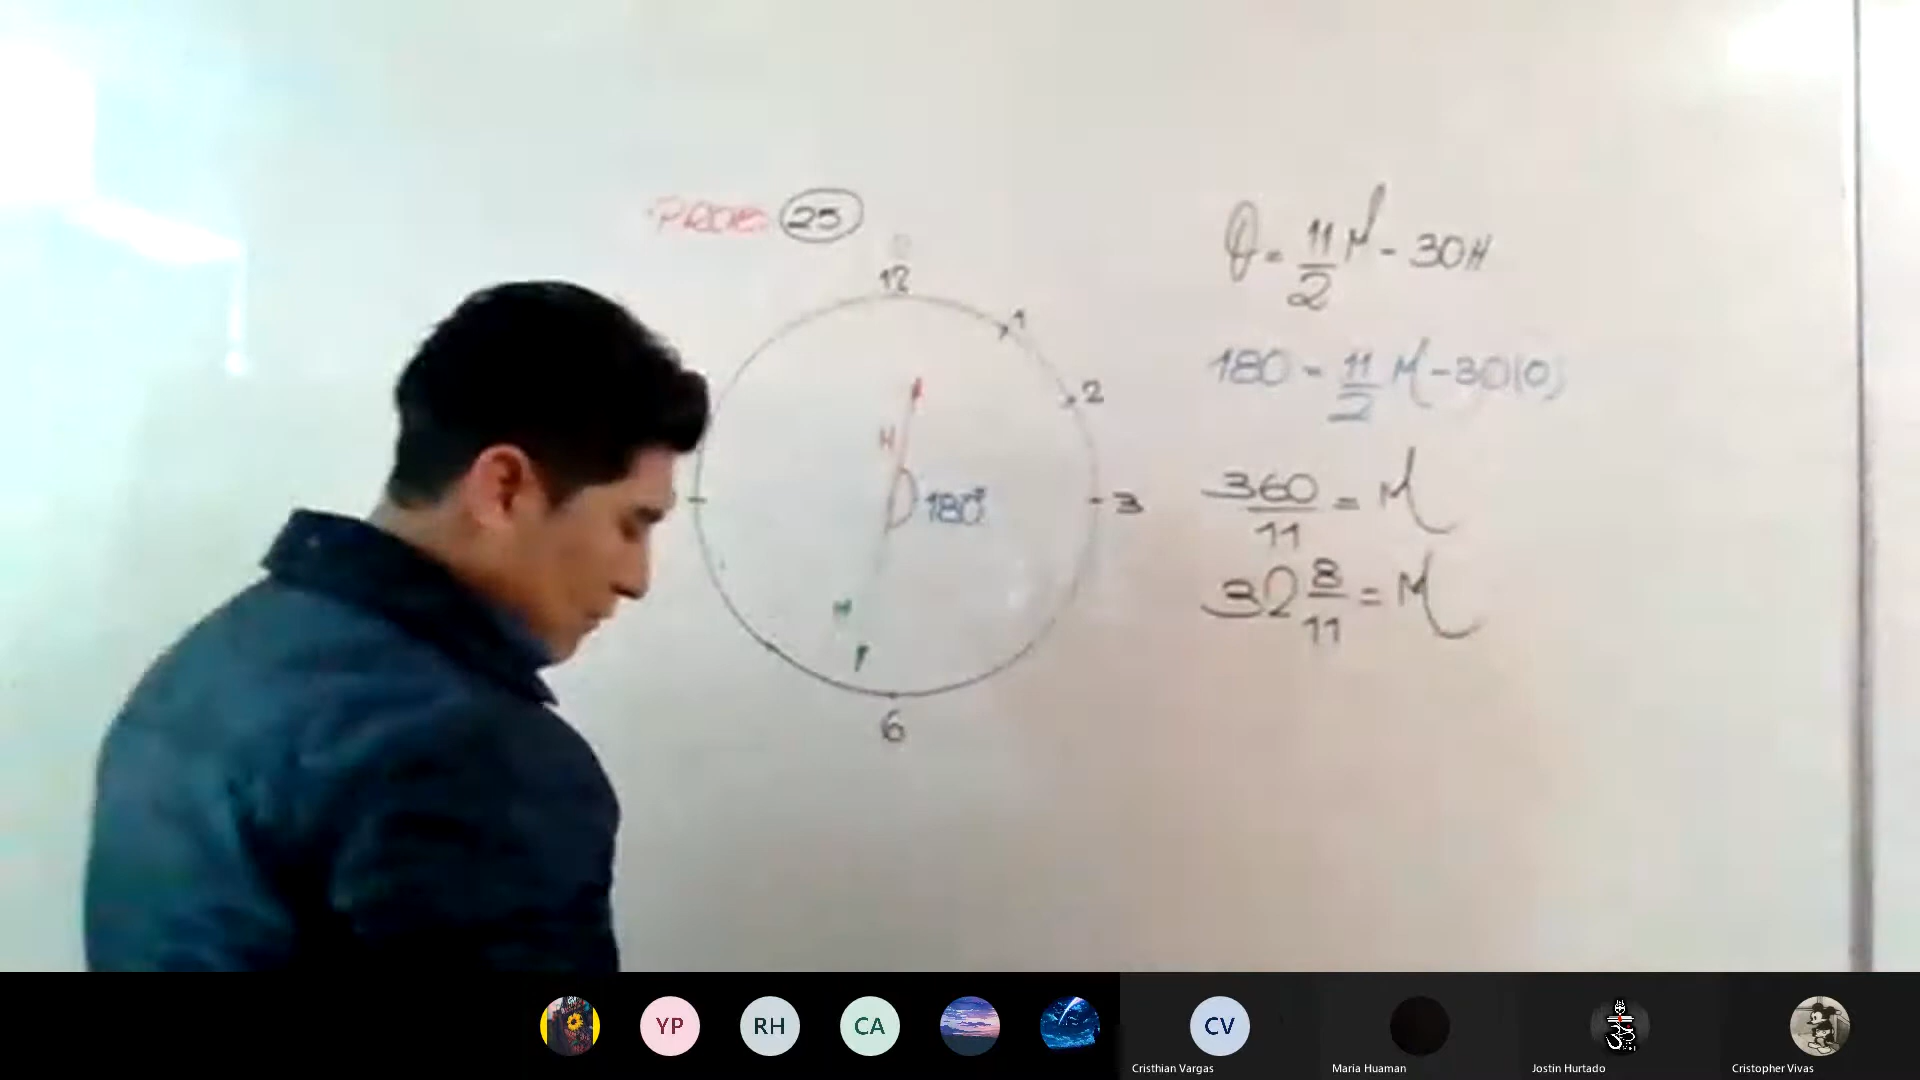 PROB. 25
12
1
2
3
6
H
180°
M
θ = 11/2 M - 30H
180 = 11/2 M - 30(0)
360/11 = M
32 8/11 = M
YP
RH
CA
CV
Cristhian Vargas
Maria Huaman
Jostin Hurtado
Cristopher Vivas